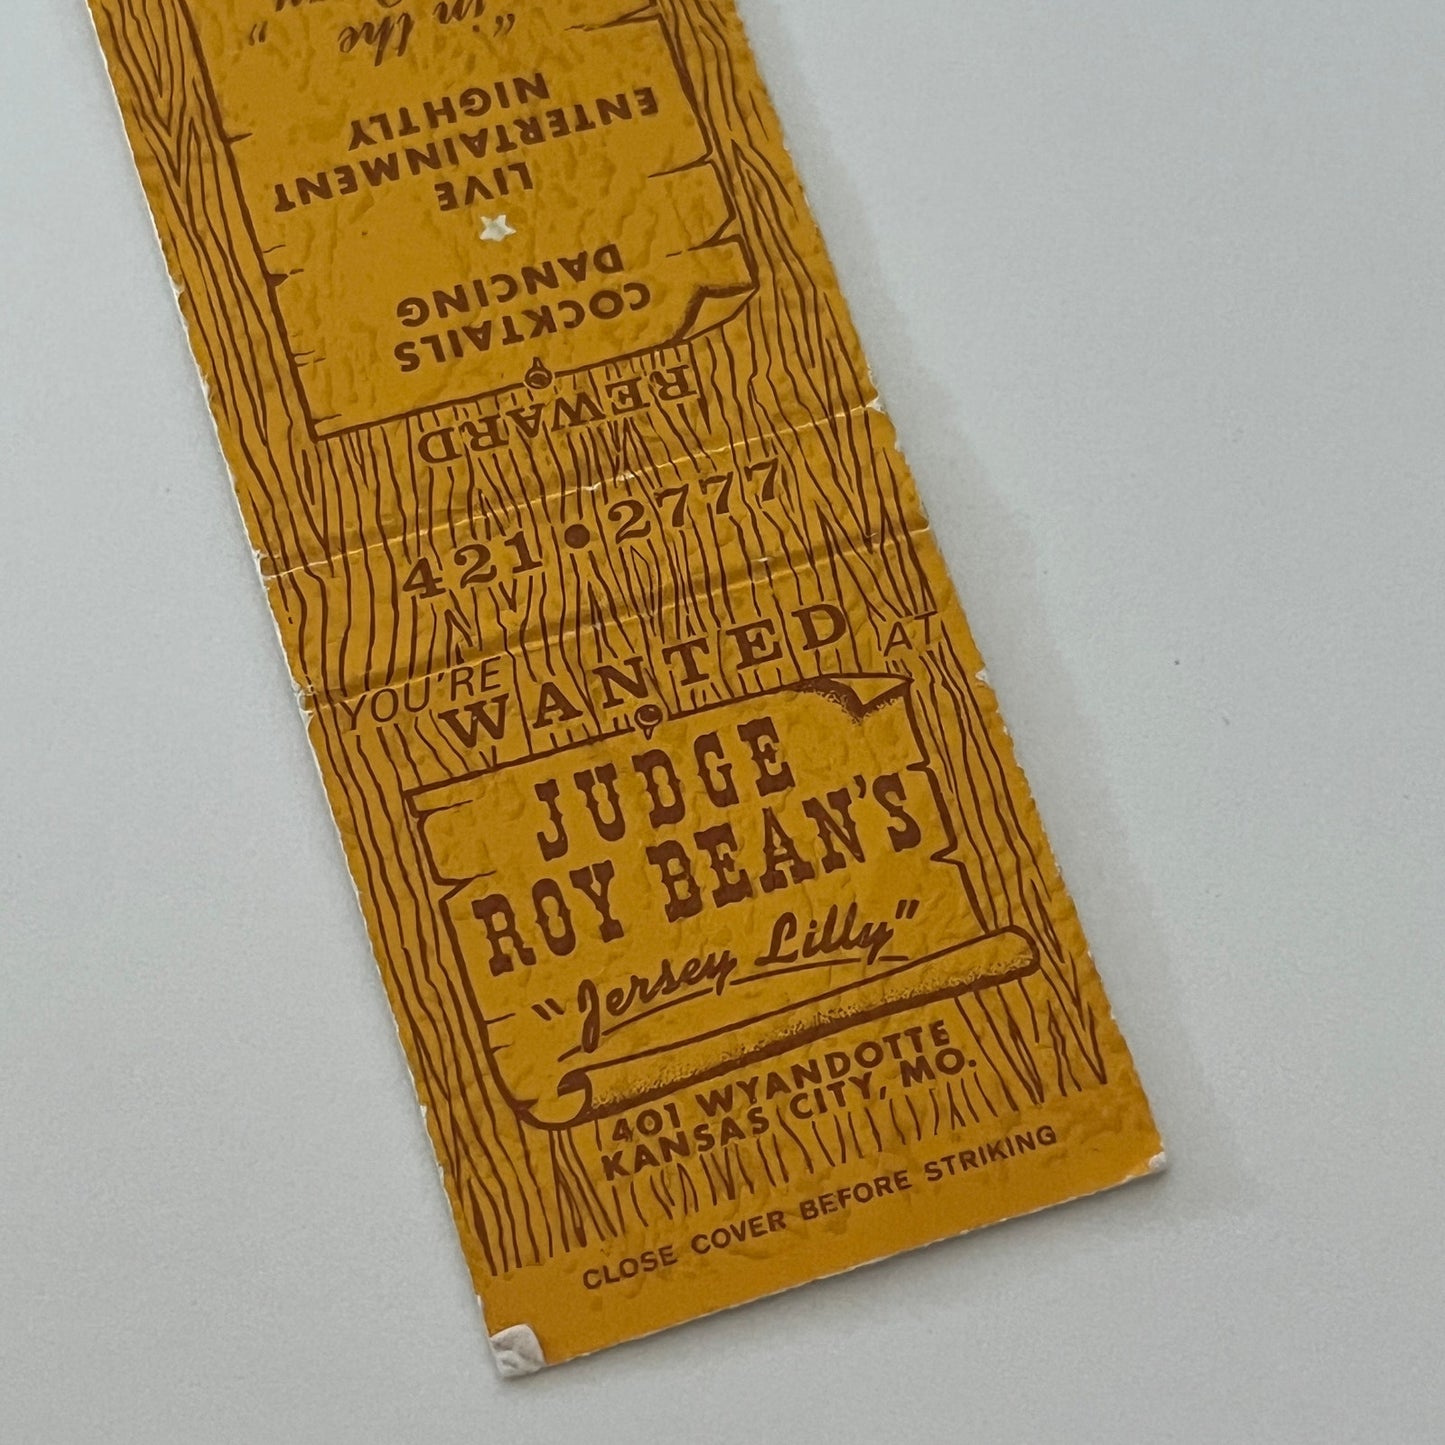 YOU'RE WANTED AT
JUDGE
ROY BEAN'S
"Jersey Lilly"
401 WYANDOTTE
KANSAS CITY, MO.
CLOSE COVER BEFORE STRIKING
421•2777
REWARD
COCKTAILS
DANCING
LIVE
ENTERTAINMENT
NIGHTLY
"in the